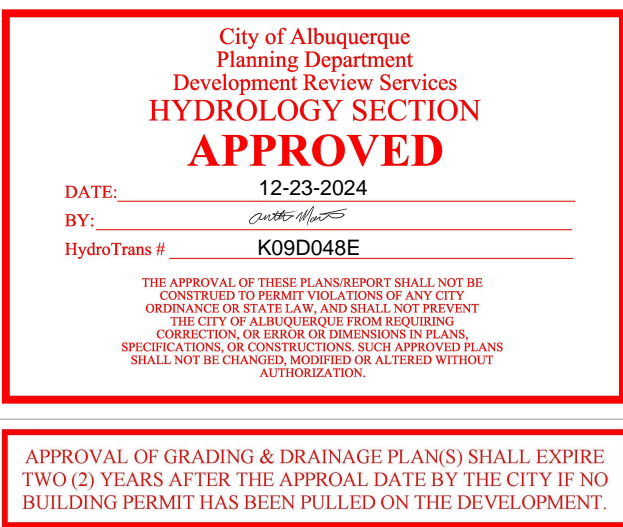 City of Albuquerque
Planning Department
Development Review Services
HYDROLOGY SECTION
APPROVED
DATE: 12-23-2024
BY:
HydroTrans # K09D048E
THE APPROVAL OF THESE PLANS/REPORT SHALL NOT BE
CONSTRUED TO PERMIT VIOLATIONS OF ANY CITY
ORDINANCE OR STATE LAW, AND SHALL NOT PREVENT
THE CITY OF ALBUQUERQUE FROM REQUIRING
CORRECTION, OR ERROR OR DIMENSIONS IN PLANS,
SPECIFICATIONS, OR CONSTRUCTIONS. SUCH APPROVED PLANS
SHALL NOT BE CHANGED, MODIFIED OR ALTERED WITHOUT
AUTHORIZATION.
APPROVAL OF GRADING & DRAINAGE PLAN(S) SHALL EXPIRE
TWO (2) YEARS AFTER THE APPROAL DATE BY THE CITY IF NO
BUILDING PERMIT HAS BEEN PULLED ON THE DEVELOPMENT.